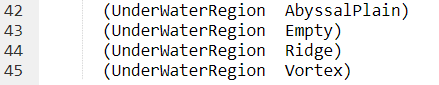 42 (UnderWaterRegion AbyssalPlain)
43 (UnderWaterRegion Empty)
44 (UnderWaterRegion Ridge)
45 (UnderWaterRegion Vortex)